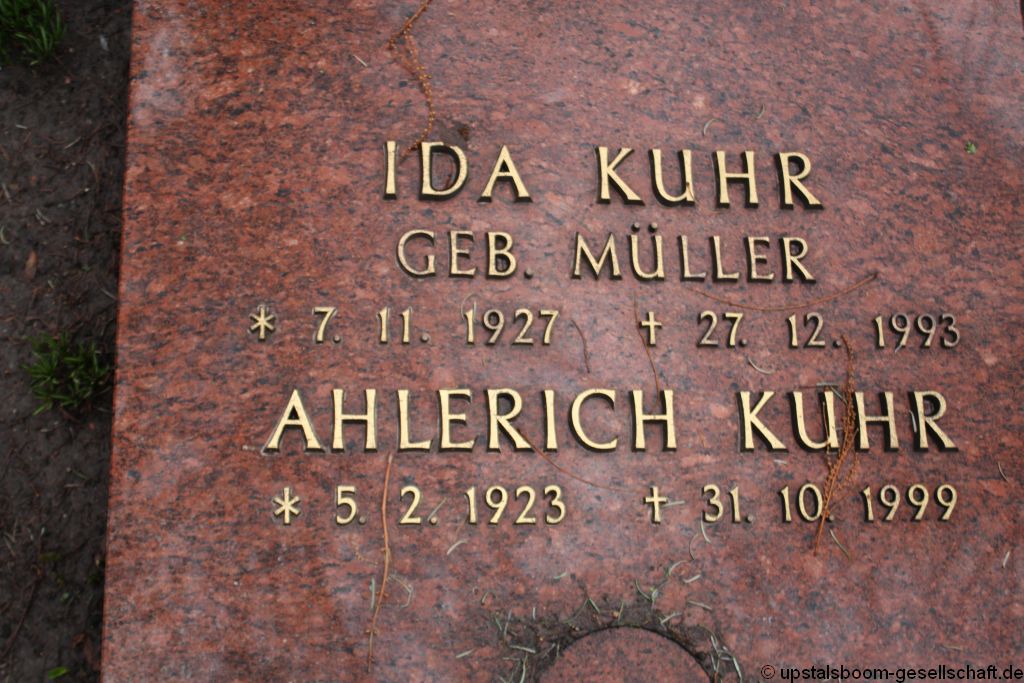 IDA KUHR
GEB. MÜLLER
* 7. 11. 1927 † 27. 12. 1993
AHLERICH KUHR
* 5. 2. 1923 † 31. 10. 1999
© upstalsboom-gesellschaft.de